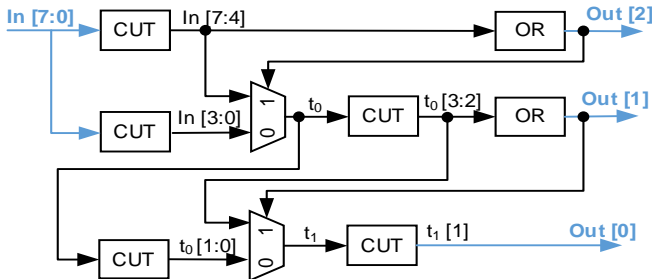 In [7:0] CUT In [7:4] OR Out [2]
1
CUT In [3:0] 0 t0 CUT t0 [3:2] OR Out [1]
1
CUT t0 [1:0] 0 t1 CUT t1 [1] Out [0]